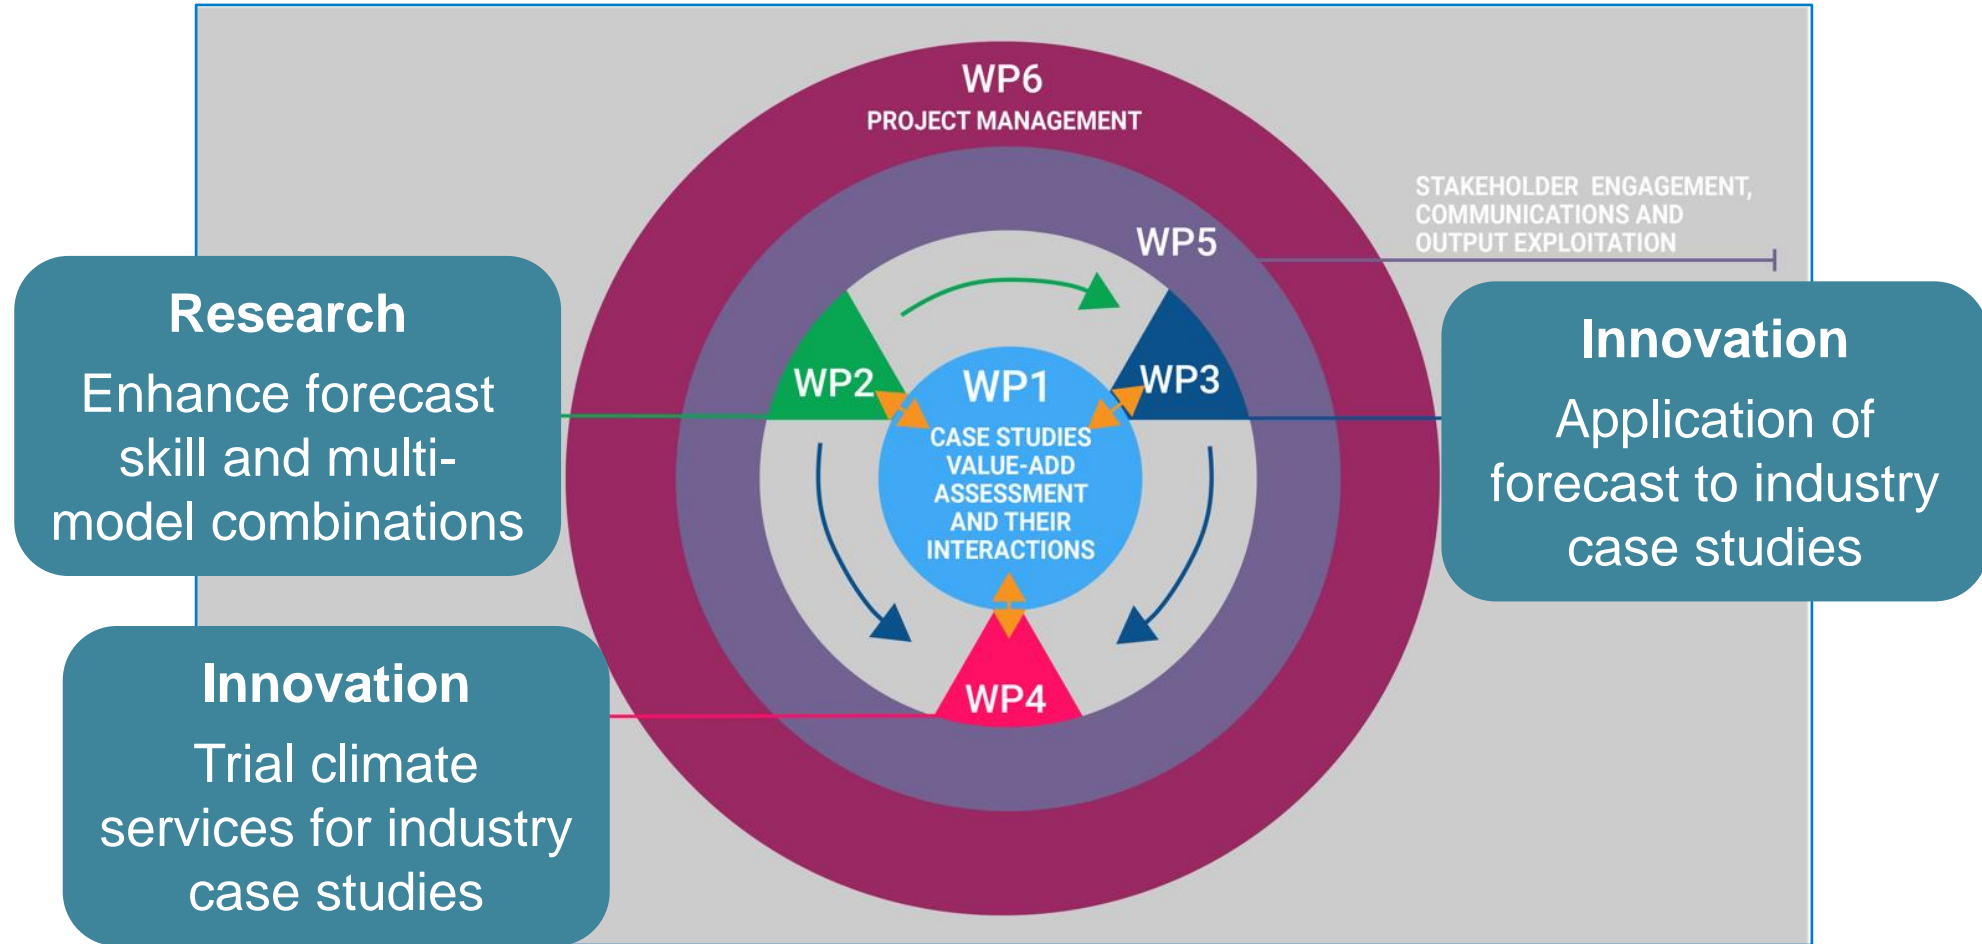 WP6
PROJECT MANAGEMENT
STAKEHOLDER ENGAGEMENT,
COMMUNICATIONS AND
OUTPUT EXPLOITATION
WP5
Research
Enhance forecast
skill and multi-
model combinations
WP2
WP1
CASE STUDIES
VALUE-ADD
ASSESSMENT
AND THEIR
INTERACTIONS
WP3
Innovation
Application of
forecast to industry
case studies
Innovation
Trial climate
services for industry
case studies
WP4